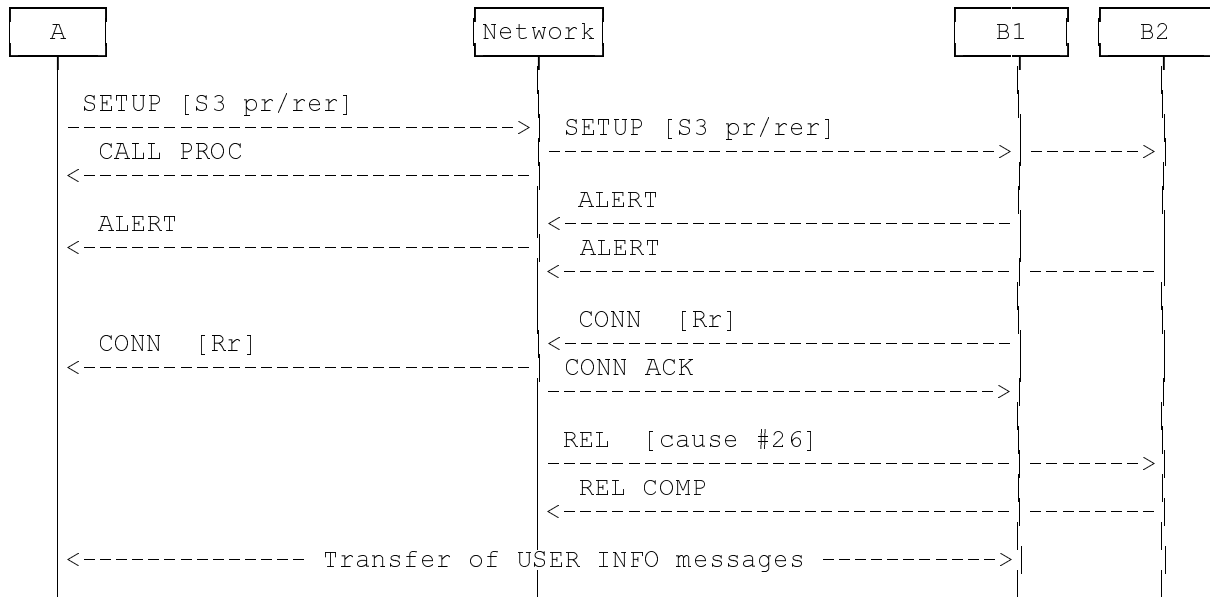 A Network B1 B2
SETUP [S3 pr/rer]
SETUP [S3 pr/rer]
CALL PROC
ALERT
ALERT
ALERT
CONN [Rr]
CONN [Rr]
CONN ACK
REL [cause #26]
REL COMP
Transfer of USER INFO messages